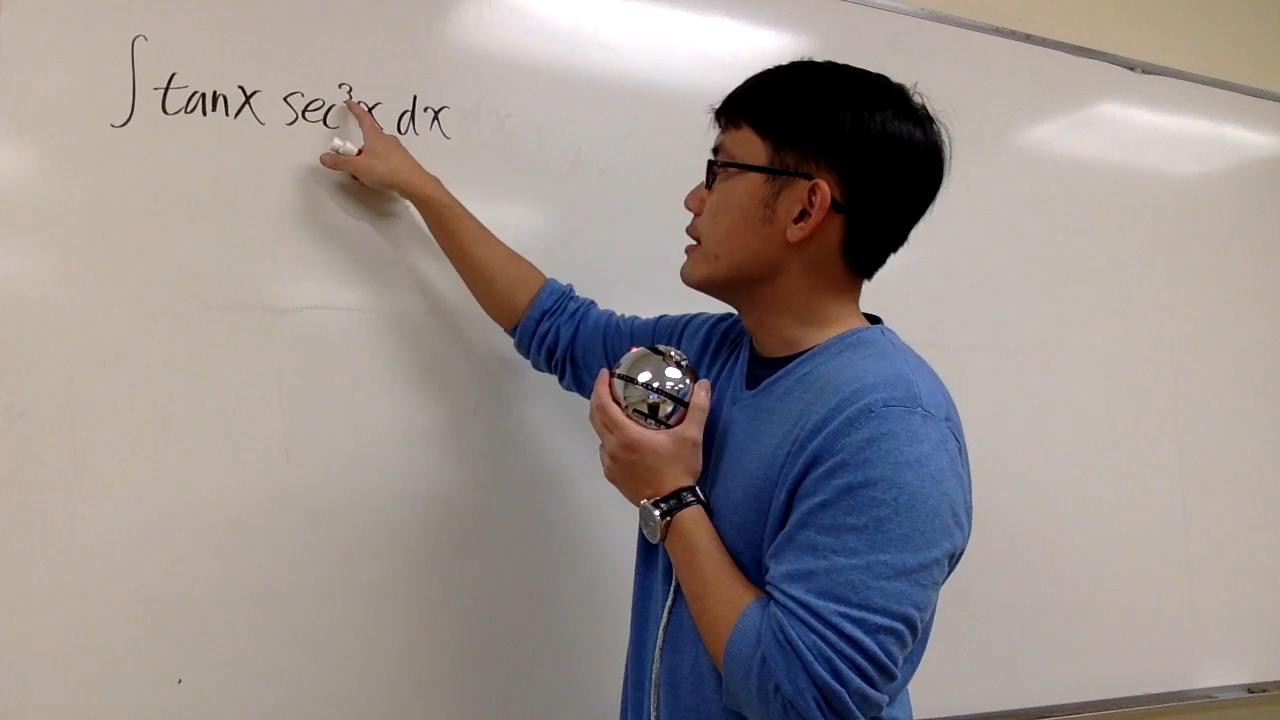 ∫ tanx sec³x dx